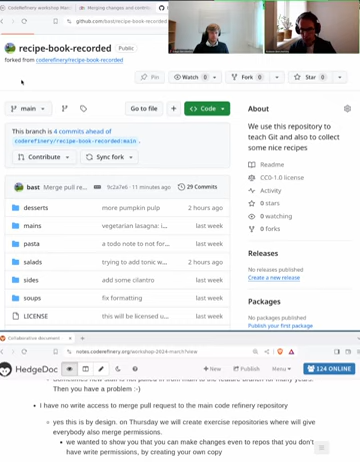 Coderefinery workshop-Mar
Merging changes and contri
github.com/bast/recipe-book-recorded
recipe-book-recorded
Public
forked from coderefinery/recipe-book-recorded
Pin
Watch 0
Fork 0
Star 0
main
Go to file
+
Code
This branch is 4 commits ahead of
coderefinery/recipe-book-recorded:main .
Contribute
Sync fork
bast Merge pull re... 9c2a7e6 · 11 minutes ago 29 Commits
desserts more pumpkin pulp 2 hours ago
mains vegetarian lasagna: i... last week
pasta a todo note to not for... last week
salads trying to add tonic w... 2 hours ago
sides add some cilantro last week
soups fix formatting last week
LICENSE this will be licensed u... last week
About
We use this repository to
teach Git and also to collect
some nice recipes
Readme
CC0-1.0 license
Activity
0 stars
0 watching
0 forks
Releases
No releases published
Create a new release
Packages
No packages published
Publish your first package
Collaborative document
notes.coderefinery.org/workshop-2024-march?view
HedgeDoc
+New
Publish
Menu
124 ONLINE
Then you have a problem :-)
I have no write access to merge pull request to the main code refinery repository
yes this is by design. on Thursday we will create exercise repositories where will give
everybody also merge permissions.
we wanted to show you that you can make changes even to repos that you don't
have write permissions, by creating your own copy